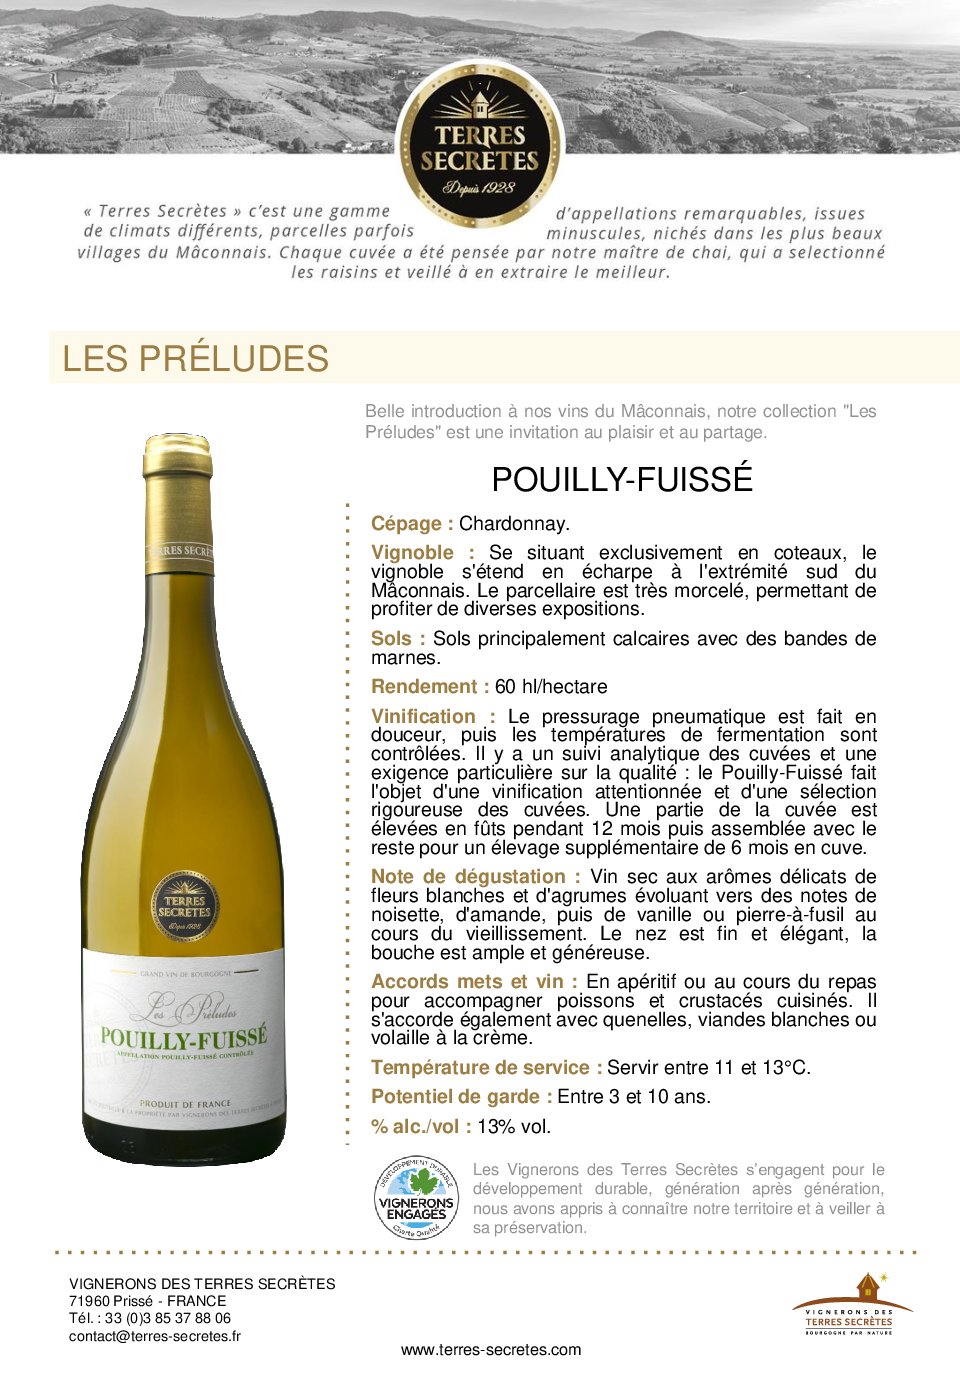 TERRES
SECRETES
Depuis 1928
« Terres Secrètes » c’est une gamme d’appellations remarquables, issues
de climats différents, parcelles parfois minuscules, nichés dans les plus beaux
villages du Mâconnais. Chaque cuvée a été pensée par notre maître de chai, qui a selectionné
les raisins et veillé à en extraire le meilleur.
LES PRÉLUDES
Belle introduction à nos vins du Mâconnais, notre collection "Les
Préludes" est une invitation au plaisir et au partage.
POUILLY-FUISSÉ
Cépage : Chardonnay.
Vignoble : Se situant exclusivement en coteaux, le
vignoble s'étend en écharpe à l'extrémité sud du
Mâconnais. Le parcellaire est très morcelé, permettant de
profiter de diverses expositions.
Sols : Sols principalement calcaires avec des bandes de
marnes.
Rendement : 60 hl/hectare
Vinification : Le pressurage pneumatique est fait en
douceur, puis les températures de fermentation sont
contrôlées. Il y a un suivi analytique des cuvées et une
exigence particulière sur la qualité : le Pouilly-Fuissé fait
l'objet d'une vinification attentionnée et d'une sélection
rigoureuse des cuvées. Une partie de la cuvée est
élevées en fûts pendant 12 mois puis assemblée avec le
reste pour un élevage supplémentaire de 6 mois en cuve.
Note de dégustation : Vin sec aux arômes délicats de
fleurs blanches et d'agrumes évoluant vers des notes de
noisette, d'amande, puis de vanille ou pierre-à-fusil au
cours du vieillissement. Le nez est fin et élégant, la
bouche est ample et généreuse.
Accords mets et vin : En apéritif ou au cours du repas
pour accompagner poissons et crustacés cuisinés. Il
s'accorde également avec quenelles, viandes blanches ou
volaille à la crème.
Température de service : Servir entre 11 et 13°C.
Potentiel de garde : Entre 3 et 10 ans.
% alc./vol : 13% vol.
TERRES SECRÈ
TERRES
SECRETES
Depuis 1928
GRAND VIN DE BOURGOGNE
Les Préludes
POUILLY-FUISSÉ
APPELLATION POUILLY-FUISSÉ CONTRÔLÉE
PRODUIT DE FRANCE
À LA PROPRIÉTÉ PAR VIGNERONS DES TERRES SECRÈTES
DÉVELOPPEMENT DURABLE
VIGNERONS
ENGAGÉS
Charte Qualité
Les Vignerons des Terres Secrètes s’engagent pour le
développement durable, génération après génération,
nous avons appris à connaître notre territoire et à veiller à
sa préservation.
VIGNERONS DES TERRES SECRÈTES
71960 Prissé - FRANCE
Tél. : 33 (0)3 85 37 88 06
contact@terres-secretes.fr
www.terres-secretes.com
VIGNERONS DES
TERRES SECRÈTES
BOURGOGNE PAR NATURE